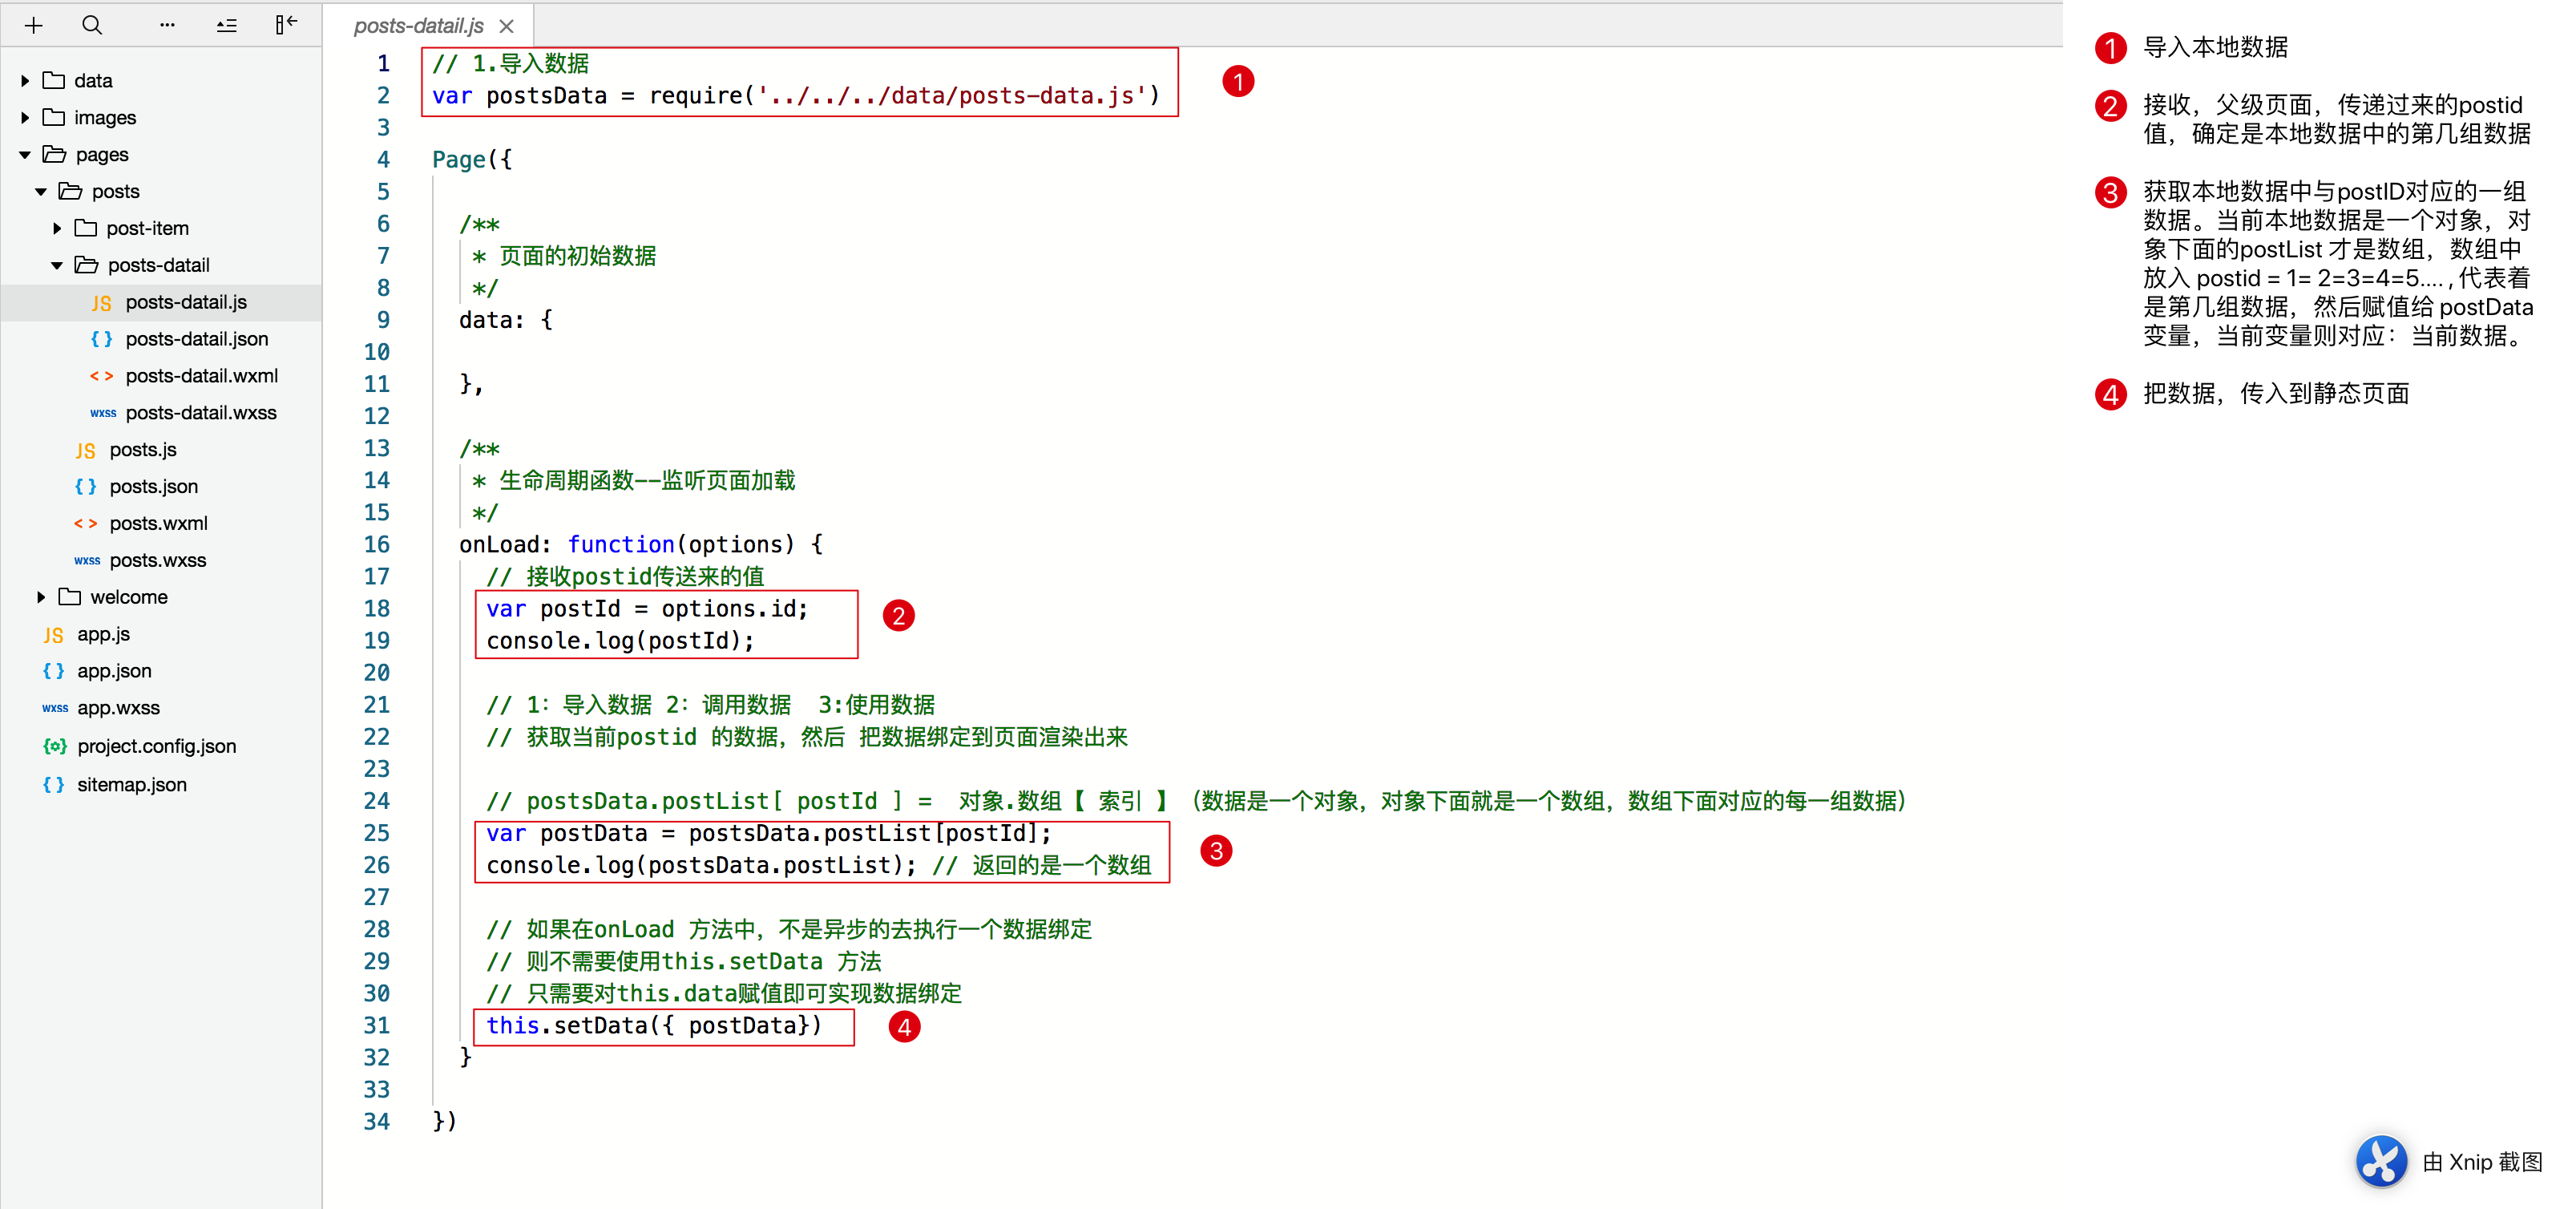 posts-datail.js
data
images
pages
posts
post-item
posts-datail
JS posts-datail.js
{ } posts-datail.json
< > posts-datail.wxml
wxss posts-datail.wxss
JS posts.js
{ } posts.json
< > posts.wxml
wxss posts.wxss
welcome
JS app.js
{ } app.json
wxss app.wxss
project.config.json
{ } sitemap.json
1 // 1.导入数据
2 var postsData = require('../../../data/posts-data.js')
1
3
4 Page({
5
6 /**
7 * 页面的初始数据
8 */
9 data: {
10
11 },
12
13 /**
14 * 生命周期函数--监听页面加载
15 */
16 onLoad: function(options) {
17 // 接收postid传送来的值
18 var postId = options.id;
2
19 console.log(postId);
20
21 // 1: 导入数据 2: 调用数据 3:使用数据
22 // 获取当前postid 的数据，然后 把数据绑定到页面渲染出来
23
24 // postsData.postList[ postId ] = 对象.数组【 索引 】（数据是一个对象，对象下面就是一个数组，数组下面对应的每一组数据）
25 var postData = postsData.postList[postId];
3
26 console.log(postsData.postList); // 返回的是一个数组
27
28 // 如果在onLoad 方法中，不是异步的去执行一个数据绑定
29 // 则不需要使用this.setData 方法
30 // 只需要对this.data赋值即可实现数据绑定
31 this.setData({ postData})
4
32 }
33
34 })
1 导入本地数据
2 接收，父级页面，传递过来的postid
值，确定是本地数据中的第几组数据
3 获取本地数据中与postID对应的一组
数据。当前本地数据是一个对象，对
象下面的postList 才是数组，数组中
放入 postid = 1= 2=3=4=5....，代表着
是第几组数据，然后赋值给 postData
变量，当前变量则对应：当前数据。
4 把数据，传入到静态页面
由 Xnip 截图